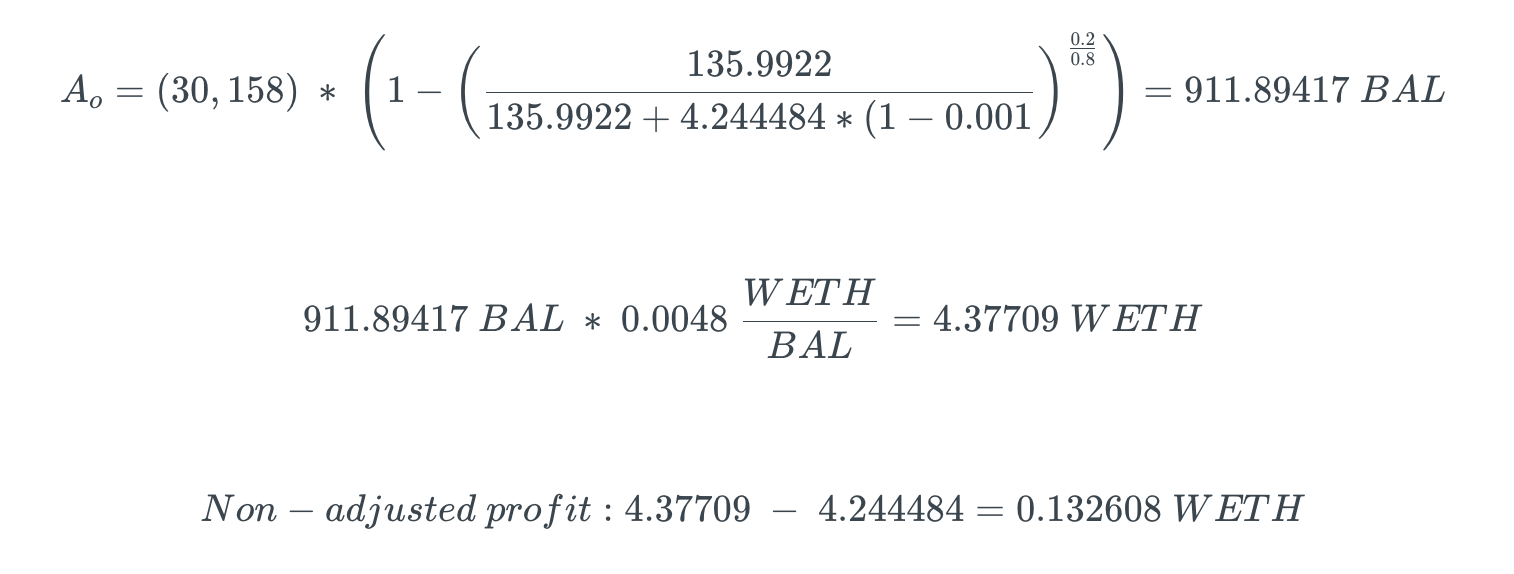 A_o = (30,158) * (1 − (135.9922 / 135.9922 + 4.244484 * (1 − 0.001)^{0.2/0.8}) = 911.89417 BAL
911.89417 BAL * 0.0048 WETH / BAL = 4.37709 WETH
Non − adjusted profit : 4.37709 − 4.244484 = 0.132608 WETH